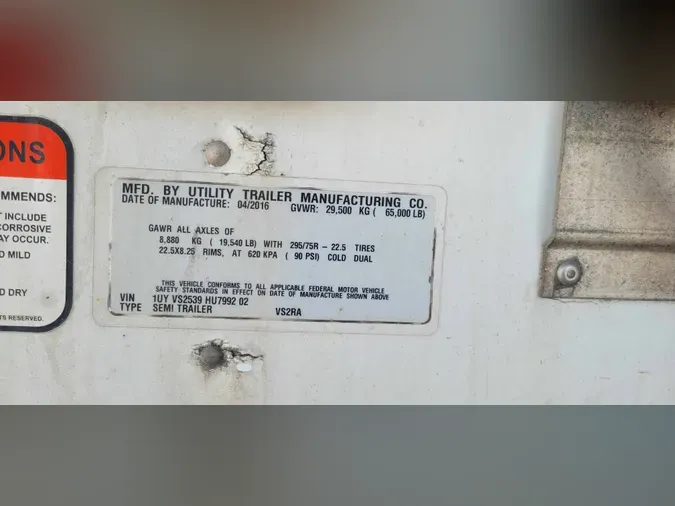 ONS
MMENDS:
T INCLUDE
CORROSIVE
AY OCCUR.
D MILD
D DRY
TS RESERVED.
MFD. BY UTILITY TRAILER MANUFACTURING CO.
DATE OF MANUFACTURE: 04/2016 GVWR: 29,500 KG ( 65,000 LB)
GAWR ALL AXLES OF
8,880 KG ( 19,540 LB) WITH 295/75R - 22.5 TIRES
22.5X8.25 RIMS, AT 620 KPA ( 90 PSI) COLD DUAL
THIS VEHICLE CONFORMS TO ALL APPLICABLE FEDERAL MOTOR VEHICLE
SAFETY STANDARDS IN EFFECT ON DATE OF MANUFACTURE SHOWN ABOVE
VIN 1UY VS2539 HU7992 02
TYPE SEMI TRAILER VS2RA